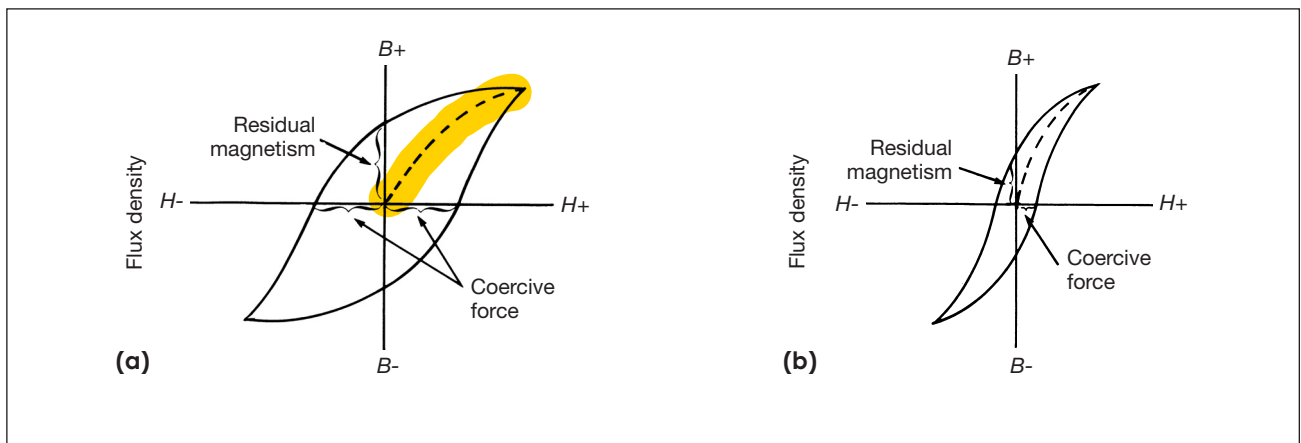 B+
Residual
magnetism
Flux density
H-
H+
Coercive
force
B-
(a)
B+
Residual
magnetism
Flux density
H-
H+
Coercive
force
B-
(b)